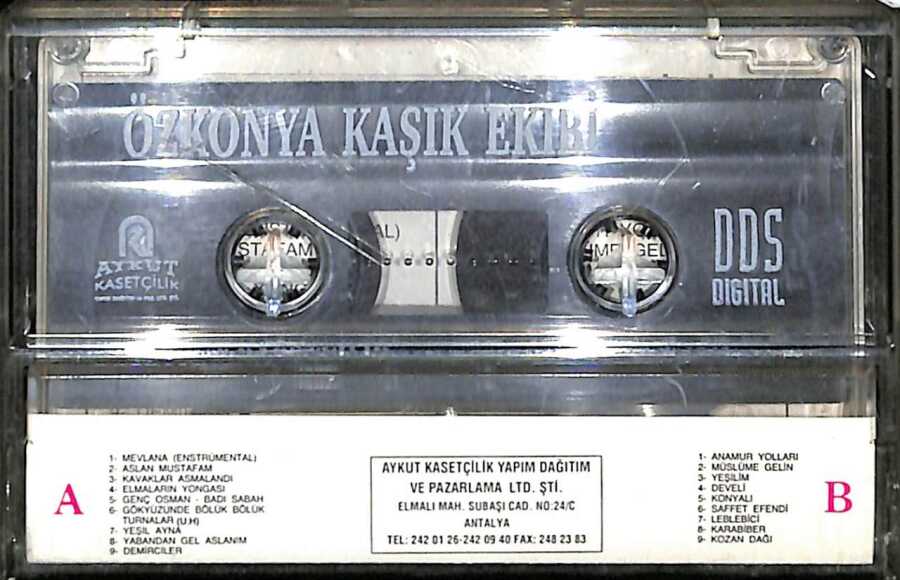 ÖZKONYA KAŞIK EKİBİ
AYKUT
KASETÇİLİK
STAFAM
AL)
DDS
DIGITAL
A
1- MEVLANA (ENSTRÜMENTAL)
2- ASLAN MUSTAFAM
3- KAVAKLAR ASMALANDI
4- ELMALARIN YONGASI
5- GENÇ OSMAN - BADI SABAH
6- GÖKYÜZÜNDE BÖLÜK BÖLÜK
TURNALAR (U.H)
7- YEŞİL AYNA
8- YABANDAN GEL ASLANIM
9- DEMİRCİLER
AYKUT KASETÇİLİK YAPIM DAĞITIM
VE PAZARLAMA LTD. ŞTİ.
ELMALI MAH. SUBAŞI CAD. NO:24/C
ANTALYA
TEL: 242 01 26-242 09 40 FAX: 248 23 83
1- ANAMUR YOLLARI
2- MÜSLÜME GELİN
3- YEŞİLİM
4- DEVELİ
5- KONYALI
6- SAFFET EFENDİ
7- LEBLEBİCİ
8- KARABİBER
9- KOZAN DAĞI
B